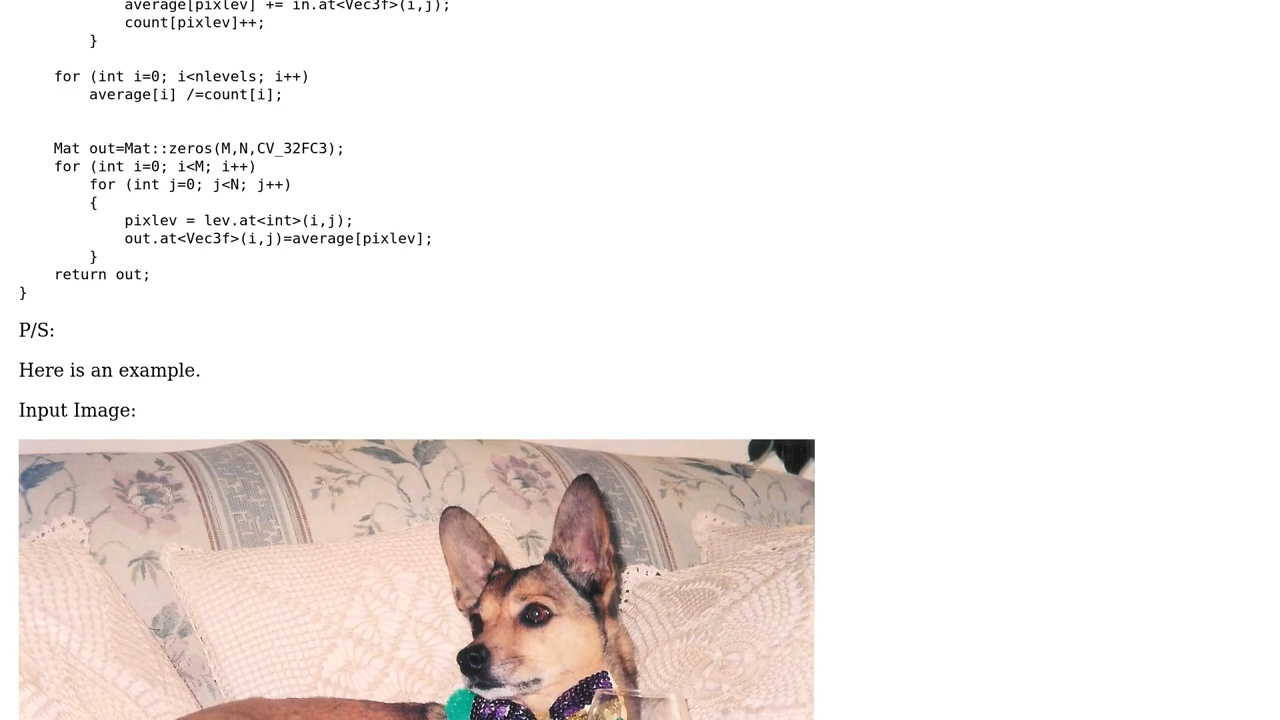 average[pixlev] += in.at<Vec3f>(i,j);
count[pixlev]++;
}
for (int i=0; i<nlevels; i++)
average[i] /=count[i];
Mat out=Mat::zeros(M,N,CV_32FC3);
for (int i=0; i<M; i++)
for (int j=0; j<N; j++)
{
pixlev = lev.at<int>(i,j);
out.at<Vec3f>(i,j)=average[pixlev];
}
return out;
}
P/S:
Here is an example.
Input Image: